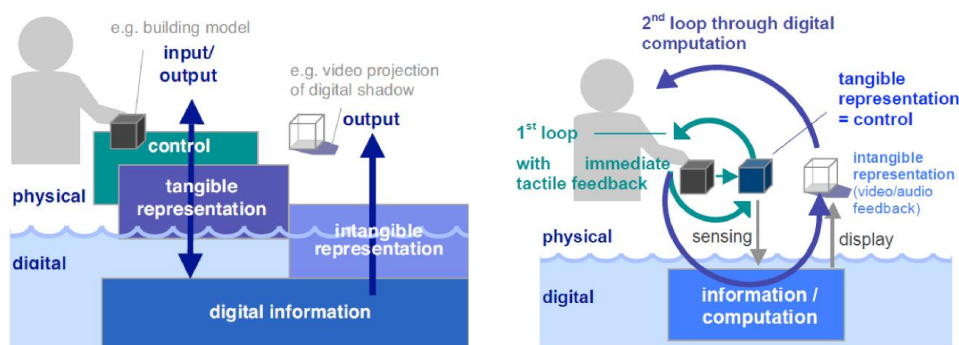 e.g. building model
input/
output
e.g. video projection
of digital shadow
output
control
tangible
representation
physical
intangible
representation
digital
digital information
2nd loop through digital
computation
tangible
representation
= control
1st loop
with immediate
tactile feedback
intangible
representation
(video/audio
feedback)
physical
sensing
display
digital
information /
computation